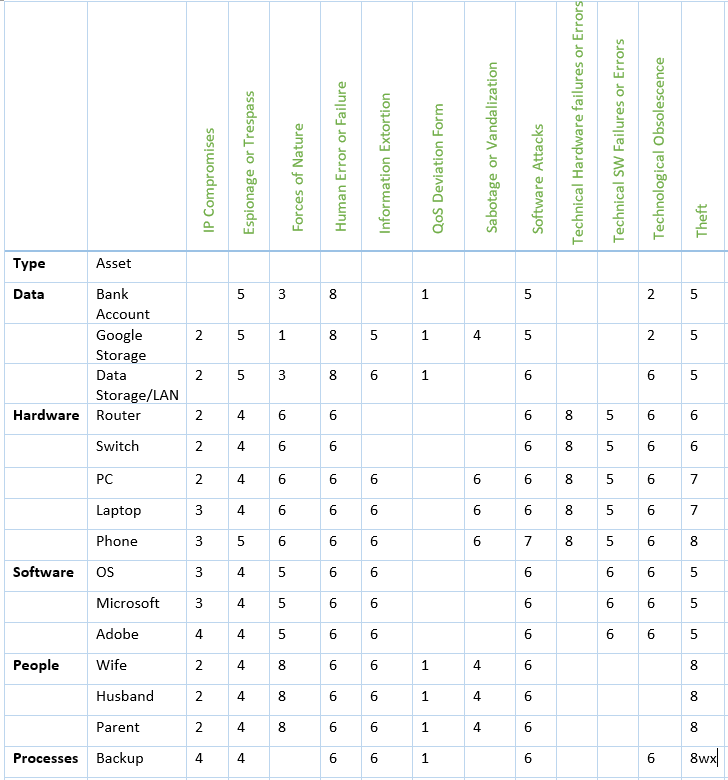 IP Compromises Espionage or Trespass Forces of Nature Human Error or Failure Information Extortion QoS Deviation Form Sabotage or Vandalization Software Attacks Technical Hardware failures or Errors Technical SW Failures or Errors Technological Obsolescence Theft
Type Asset
Data Bank 5 3 8 1 5 2 5
Account
Google 2 5 1 8 5 1 4 5 2 5
Storage
Data 2 5 3 8 6 1 6 6 5
Storage/LAN
Hardware Router 2 4 6 6 6 8 5 6 6
Switch 2 4 6 6 6 8 5 6 6
PC 2 4 6 6 6 6 6 8 5 6 7
Laptop 3 4 6 6 6 6 6 8 5 6 7
Phone 3 5 6 6 6 6 7 8 5 6 8
Software OS 3 4 5 6 6 6 6 6 5
Microsoft 3 4 5 6 6 6 6 6 5
Adobe 4 4 5 6 6 6 6 6 5
People Wife 2 4 8 6 6 1 4 6 8
Husband 2 4 8 6 6 1 4 6 8
Parent 2 4 8 6 6 1 4 6 8
Processes Backup 4 4 6 6 1 6 6 8wx